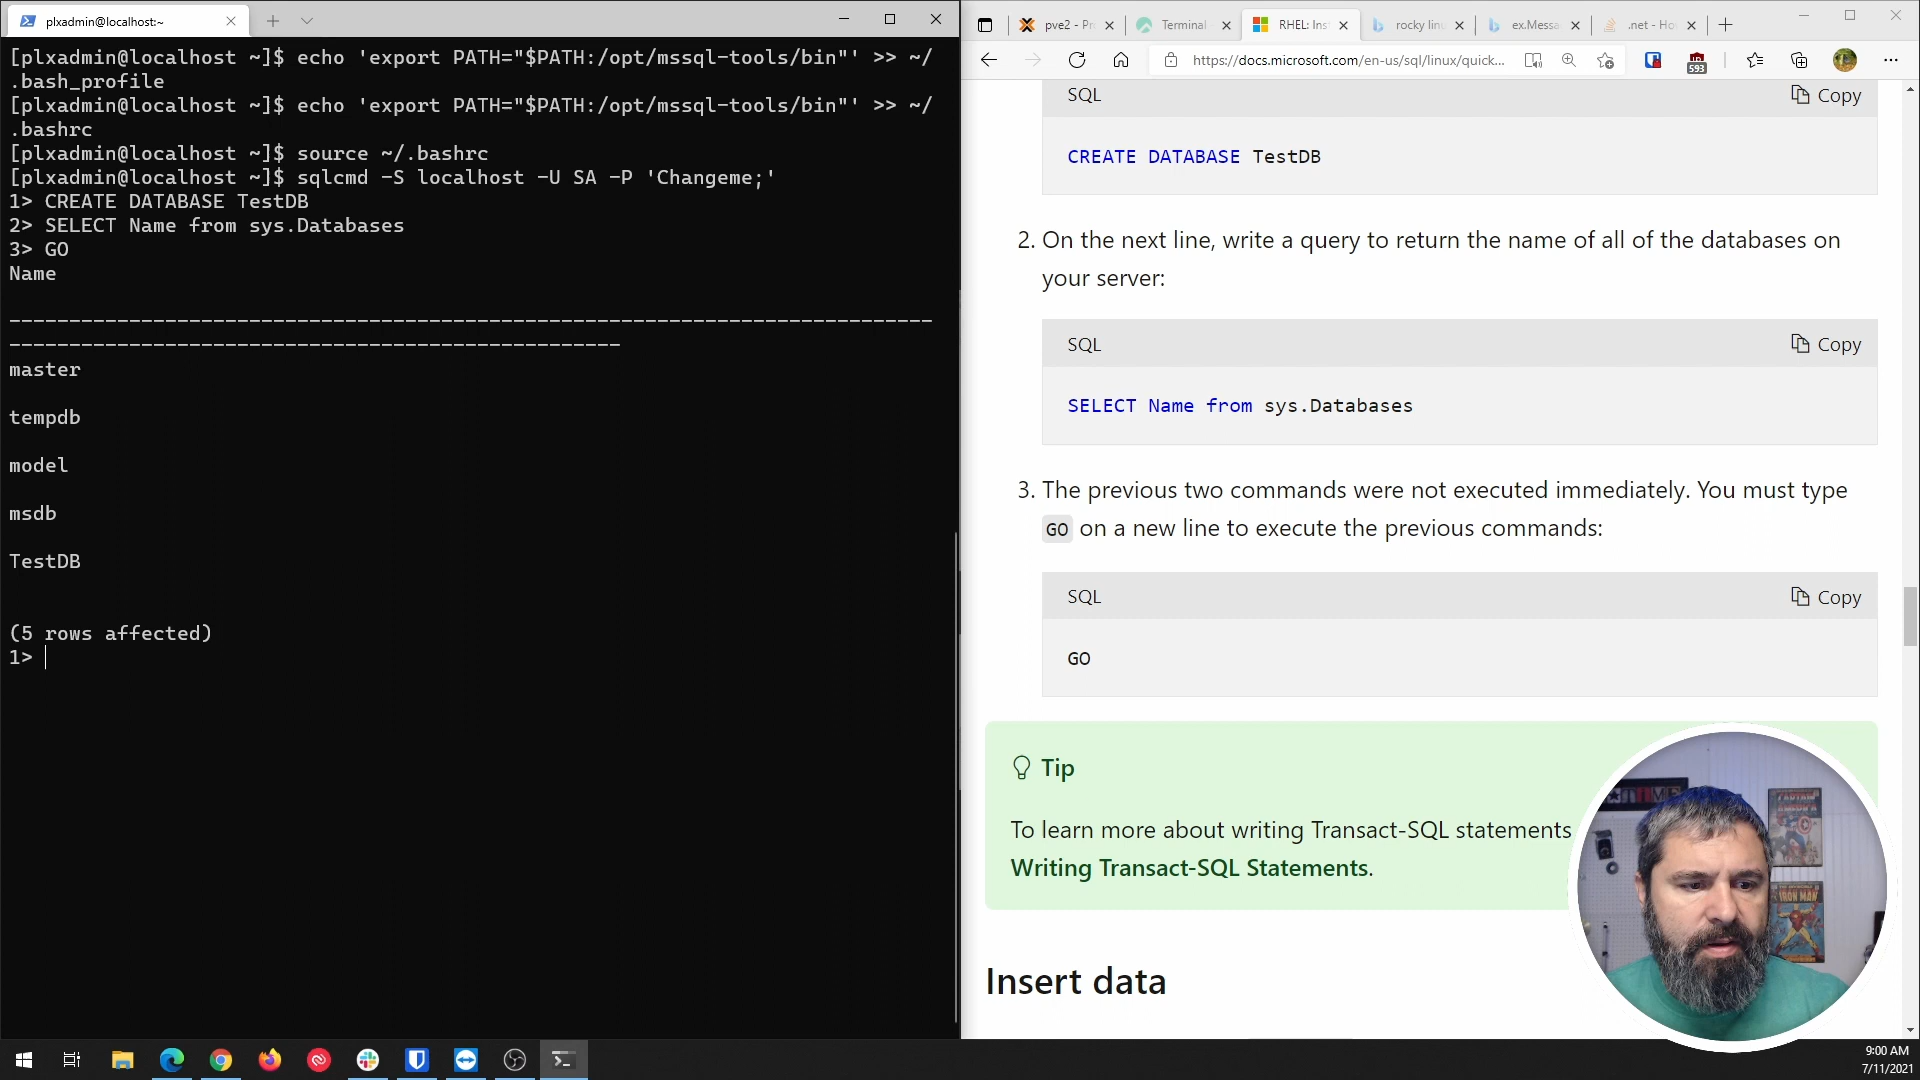 plxadmin@localhost:~
[plxadmin@localhost ~]$ echo 'export PATH="$PATH:/opt/mssql-tools/bin"' >> ~/
.bash_profile
[plxadmin@localhost ~]$ echo 'export PATH="$PATH:/opt/mssql-tools/bin"' >> ~/
.bashrc
[plxadmin@localhost ~]$ source ~/.bashrc
[plxadmin@localhost ~]$ sqlcmd -S localhost -U SA -P 'Changeme;'
1> CREATE DATABASE TestDB
2> SELECT Name from sys.Databases
3> GO
Name
-----------------------------------------------------------------------------
---------------------------------------------------
master
tempdb
model
msdb
TestDB
(5 rows affected)
1>
pve2 - Pr
Terminal
RHEL: Ins
rocky linu
ex.Messa
.net - Ho
https://docs.microsoft.com/en-us/sql/linux/quick...
593
SQL
Copy
CREATE DATABASE TestDB
2. On the next line, write a query to return the name of all of the databases on
your server:
SQL
Copy
SELECT Name from sys.Databases
3. The previous two commands were not executed immediately. You must type
GO on a new line to execute the previous commands:
SQL
Copy
GO
Tip
To learn more about writing Transact-SQL statements
Writing Transact-SQL Statements.
Insert data
CAPTAIN
IRON MAN
9:00 AM
7/11/2021